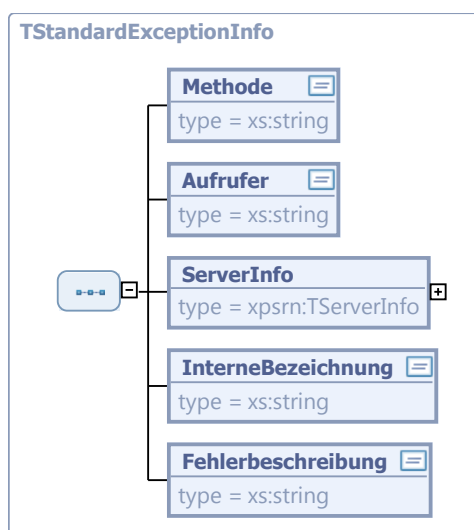 TStandardExceptionInfo
Methode
type = xs:string
Aufrufer
type = xs:string
ServerInfo
type = xpsrn:TServerInfo
InterneBezeichnung
type = xs:string
Fehlerbeschreibung
type = xs:string